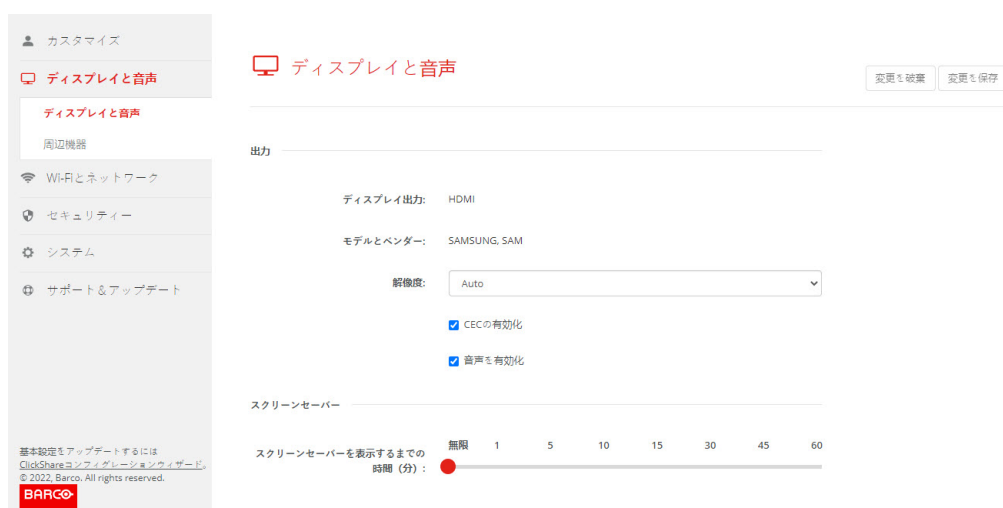 カスタマイズ
ディスプレイと音声
ディスプレイと音声
周辺機器
Wi-Fiとネットワーク
セキュリティー
システム
サポート＆アップデート
基本設定をアップデートするには
ClickShareコンフィグレーションウィザード。
© 2022, Barco. All rights reserved.
BARCO
ディスプレイと音声
変更を破棄
変更を保存
出力
ディスプレイ出力: HDMI
モデルとベンダー: SAMSUNG, SAM
解像度: Auto
CECの有効化
音声を有効化
スクリーンセーバー
スクリーンセーバーを表示するまでの
時間（分）:
無限 1 5 10 15 30 45 60